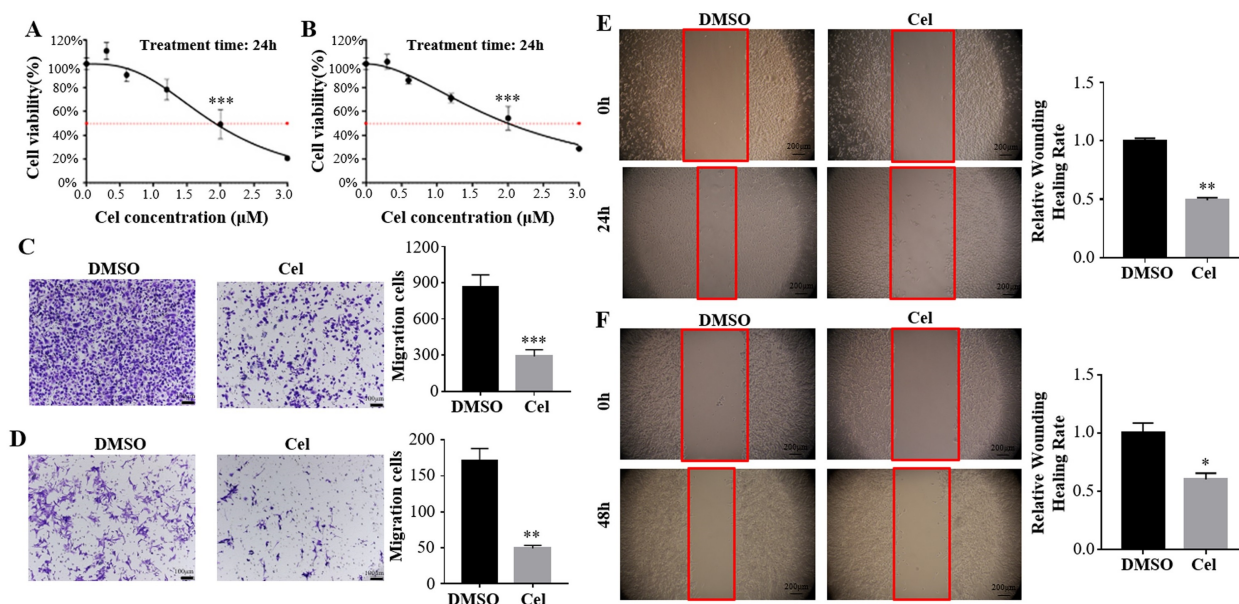 A
Treatment time: 24h
120%
100%
80%
60%
40%
20%
0%
***
0.0 0.5 1.0 1.5 2.0 2.5 3.0
Cell viability(%)
Cel concentration (μM)
B
Treatment time: 24h
120%
100%
80%
60%
40%
20%
0%
***
0.0 0.5 1.0 1.5 2.0 2.5 3.0
Cell viability(%)
Cel concentration (μM)
C
DMSO
Cel
100μm
Migration cells
1200
900
600
300
0
***
DMSO Cel
D
DMSO
Cel
100μm
100μm
Migration cells
200
150
100
50
0
**
DMSO Cel
E
DMSO
Cel
0h
200μm
200μm
24h
200μm
200μm
Relative Wounding
Healing Rate
1.5
1.0
0.5
0.0
**
DMSO Cel
F
DMSO
Cel
0h
200μm
200μm
48h
200μm
200μm
Relative Wounding
Healing Rate
1.5
1.0
0.5
0.0
*
DMSO Cel